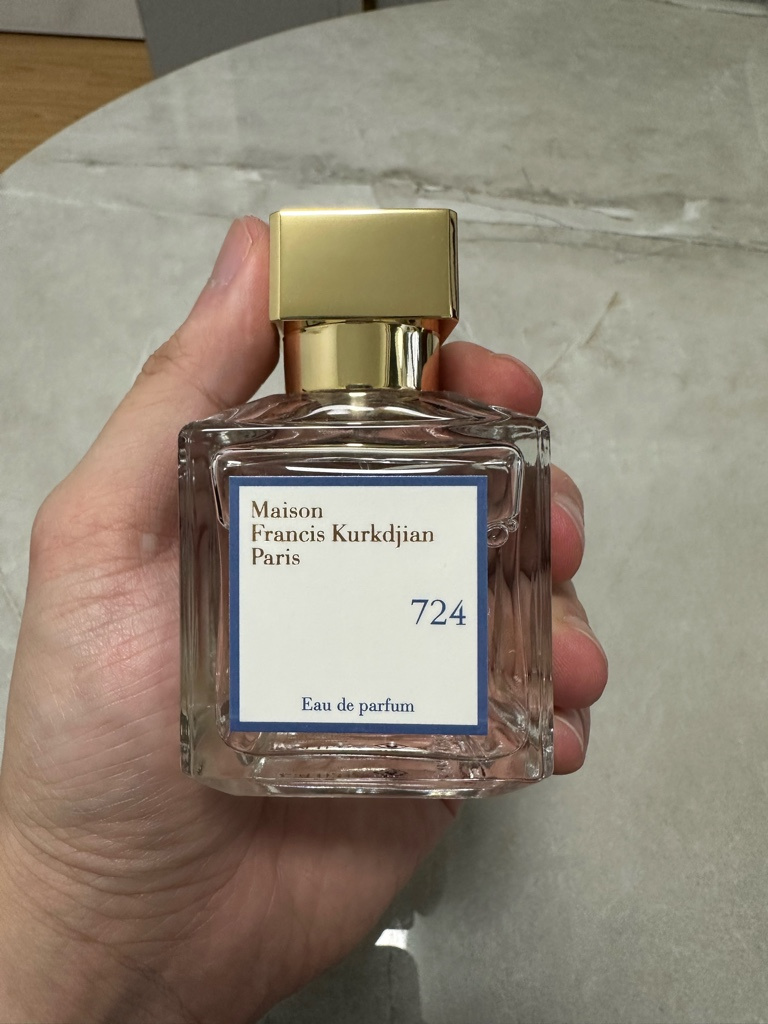 Maison
Francis Kurkdjian
Paris
724
Eau de parfum